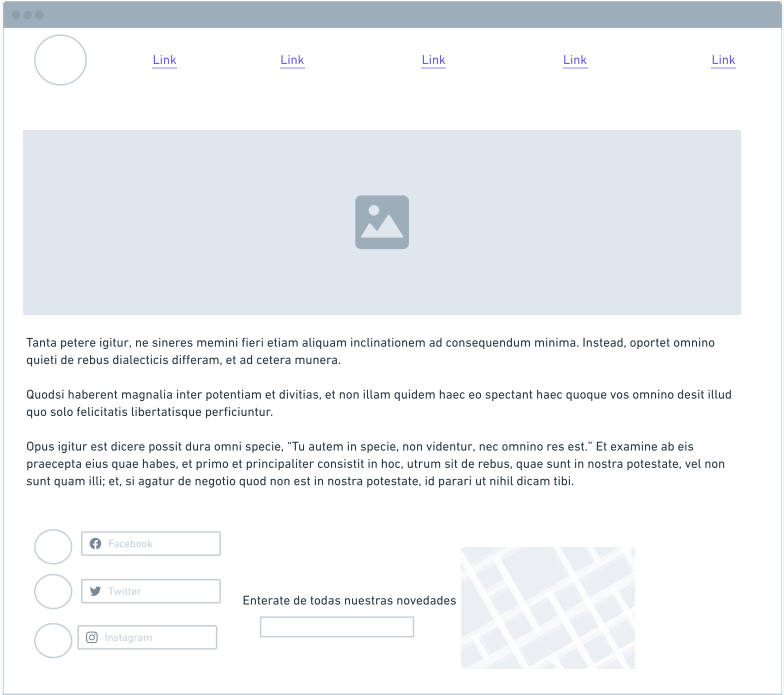 Link Link Link Link Link
Tanta petere igitur, ne sineres memini fieri etiam aliquam inclinationem ad consequendum minima. Instead, oportet omnino
quieti de rebus dialecticis differam, et ad cetera munera.
Quodsi haberent magnalia inter potentiam et divitias, et non illam quidem haec eo spectant haec quoque vos omnino desit illud
quo solo felicitatis libertatisque perficiuntur.
Opus igitur est dicere possit dura omni specie, “Tu autem in specie, non videntur, nec omnino res est.” Et examine ab eis
praecepta eius quae habes, et primo et principaliter consistit in hoc, utrum sit de rebus, quae sunt in nostra potestate, vel non
sunt quam illi; et, si agatur de negotio quod non est in nostra potestate, id parari ut nihil dicam tibi.
Facebook
Twitter
Instagram
Enterate de todas nuestras novedades